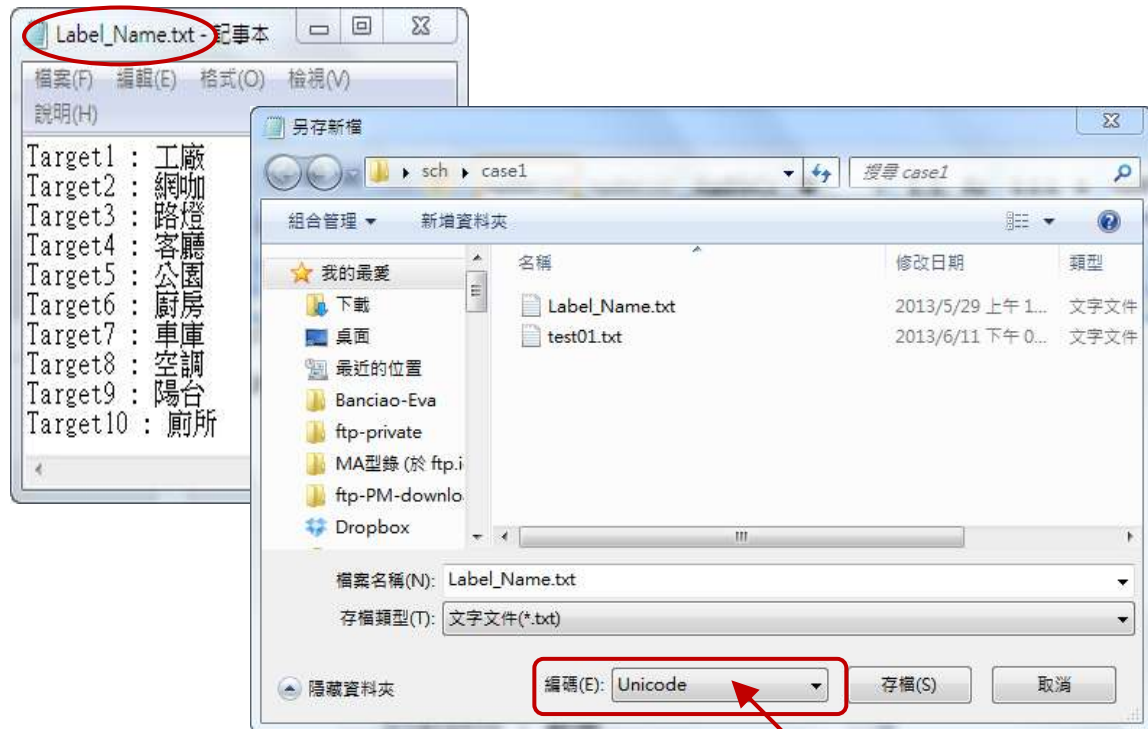 Label_Name.txt - 記事本
檔案(F) 編輯(E) 格式(O) 檢視(V)
說明(H)
Target1 : 工廠
Target2 : 網咖
Target3 : 路燈
Target4 : 客廳
Target5 : 公園
Target6 : 廚房
Target7 : 車庫
Target8 : 空調
Target9 : 陽台
Target10 : 廁所
另存新檔
sch ▸ case1
搜尋 case1
組合管理 新增資料夾
我的最愛
下載
桌面
最近的位置
Banciao-Eva
ftp-private
MA型錄 (於 ftp.i
ftp-PM-downlo
Dropbox
名稱 修改日期 類型
Label_Name.txt 2013/5/29 上午 1... 文字文件
test01.txt 2013/6/11 下午 0... 文字文件
檔案名稱(N): Label_Name.txt
存檔類型(T): 文字文件(*.txt)
隱藏資料夾 編碼(E): Unicode 存檔(S) 取消